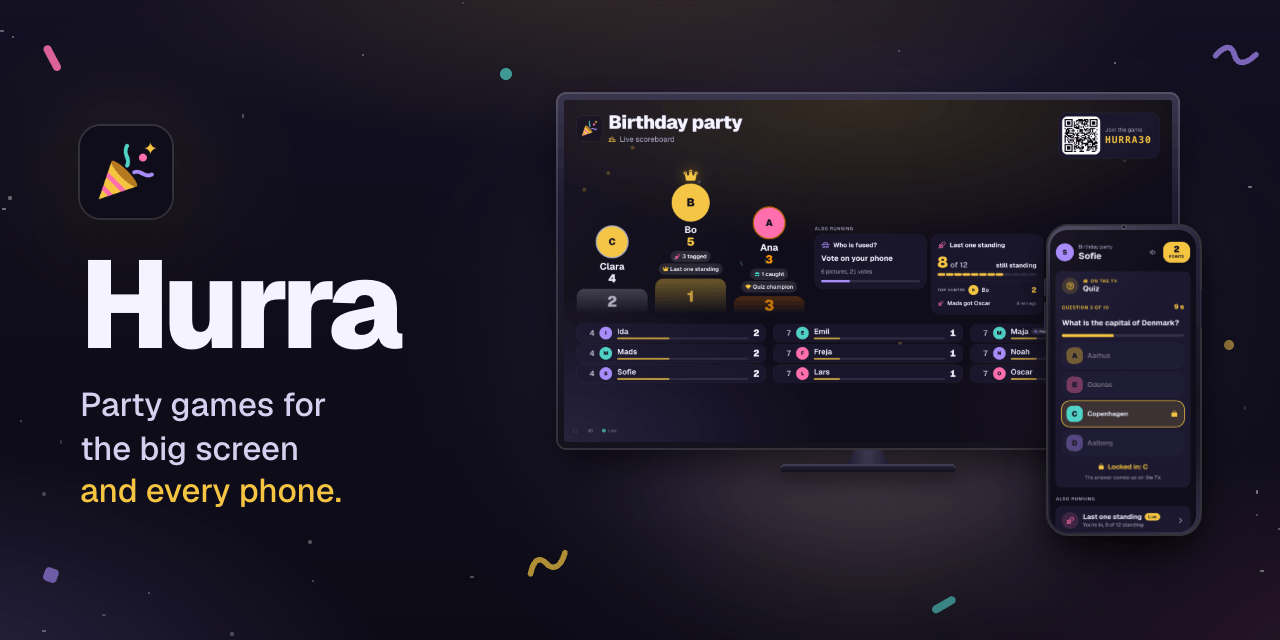 Hurra
Party games for
the big screen
and every phone.
Birthday party
Live scoreboard
Join the game
HURRA30
B
Bo
5
3 tagged
Last one standing
1
C
Clara
4
2
A
Ana
3
1 caught
Quiz champion
3
ALSO RUNNING
Who is fused?
Vote on your phone
6 pictures, 21 votes
Last one standing
8 of 12 still standing
TOP HUNTER B Bo 2
Mads got Oscar 4 min ago
4 I Ida 2
4 M Mads 2
4 S Sofie 2
7 E Emil 1
7 F Freja 1
7 L Lars 1
7 M Maja
7 N Noah
7 O Oscar
Live
S
Birthday party
Sofie
2
POINTS
ON THE TV
Quiz
QUESTION 3 OF 10 9 s
What is the capital of Denmark?
A Aarhus
B Odense
C Copenhagen
D Aalborg
Locked in: C
The answer comes up on the TV.
ALSO RUNNING
Last one standing Live
You're in, 8 of 12 standing